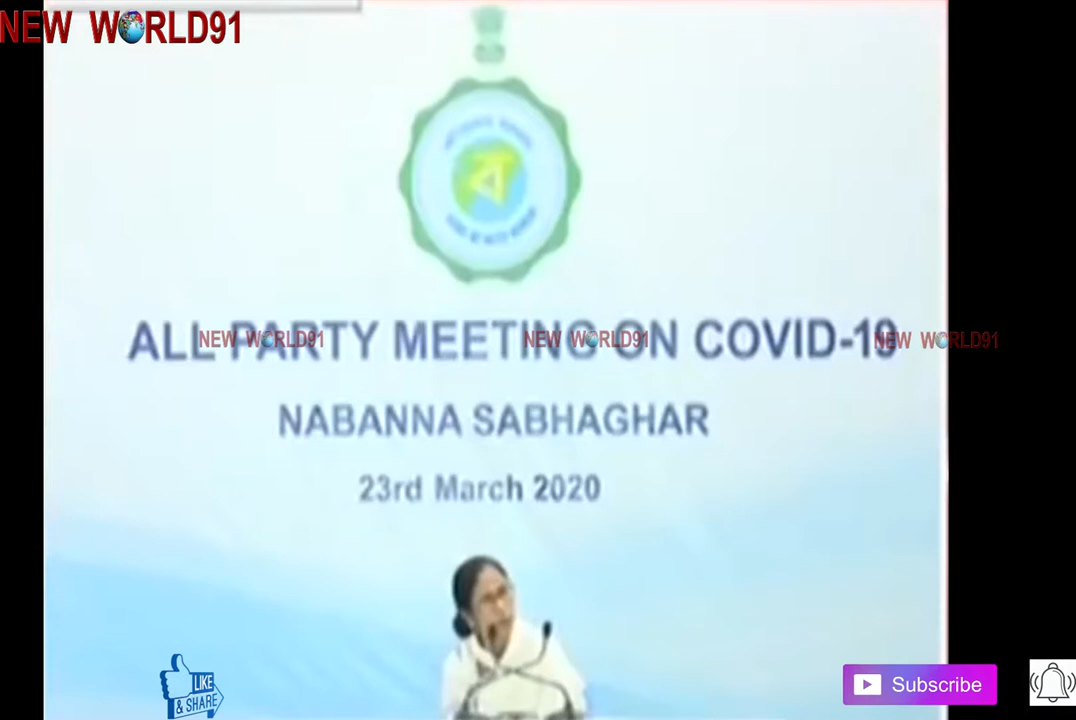 NEW WORLD91
ALL PARTY MEETING ON COVID-19
NEW WORLD91 NEW WORLD91 NEW WORLD91
NABANNA SABHAGHAR
23rd March 2020
LIKE
& SHARE
Subscribe